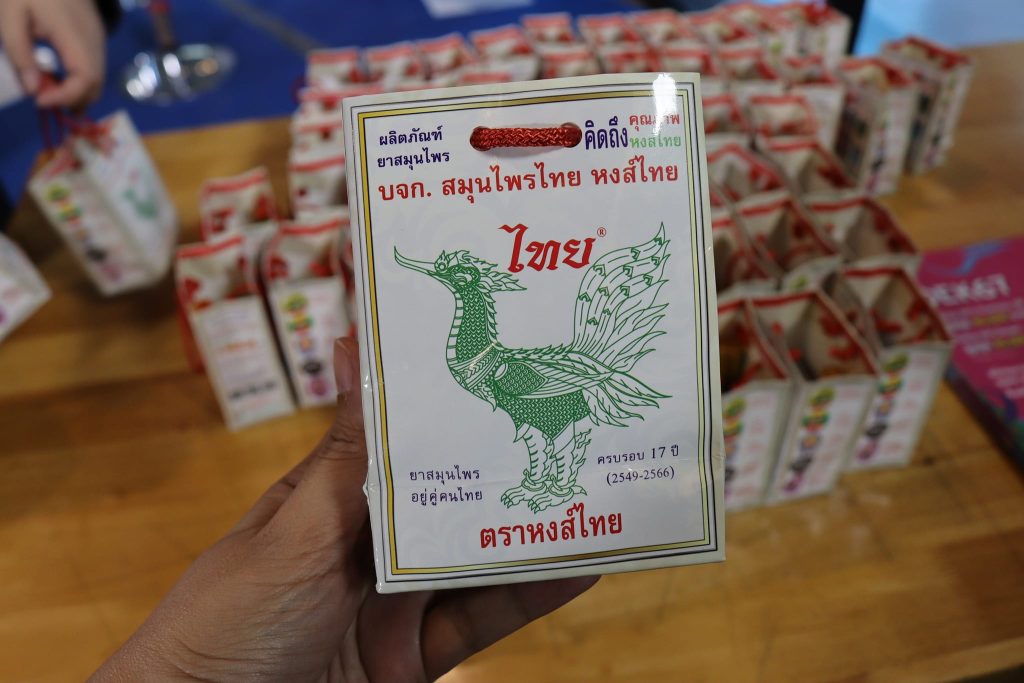 ผลิตภัณฑ์
ยาสมุนไพร
คิดถึง คุณภาพ
หงส์ไทย
บจก. สมุนไพรไทย หงส์ไทย
ไทย®
ยาสมุนไพร
อยู่คู่คนไทย
ครบรอบ 17 ปี
(2549-2566)
ตราหงส์ไทย